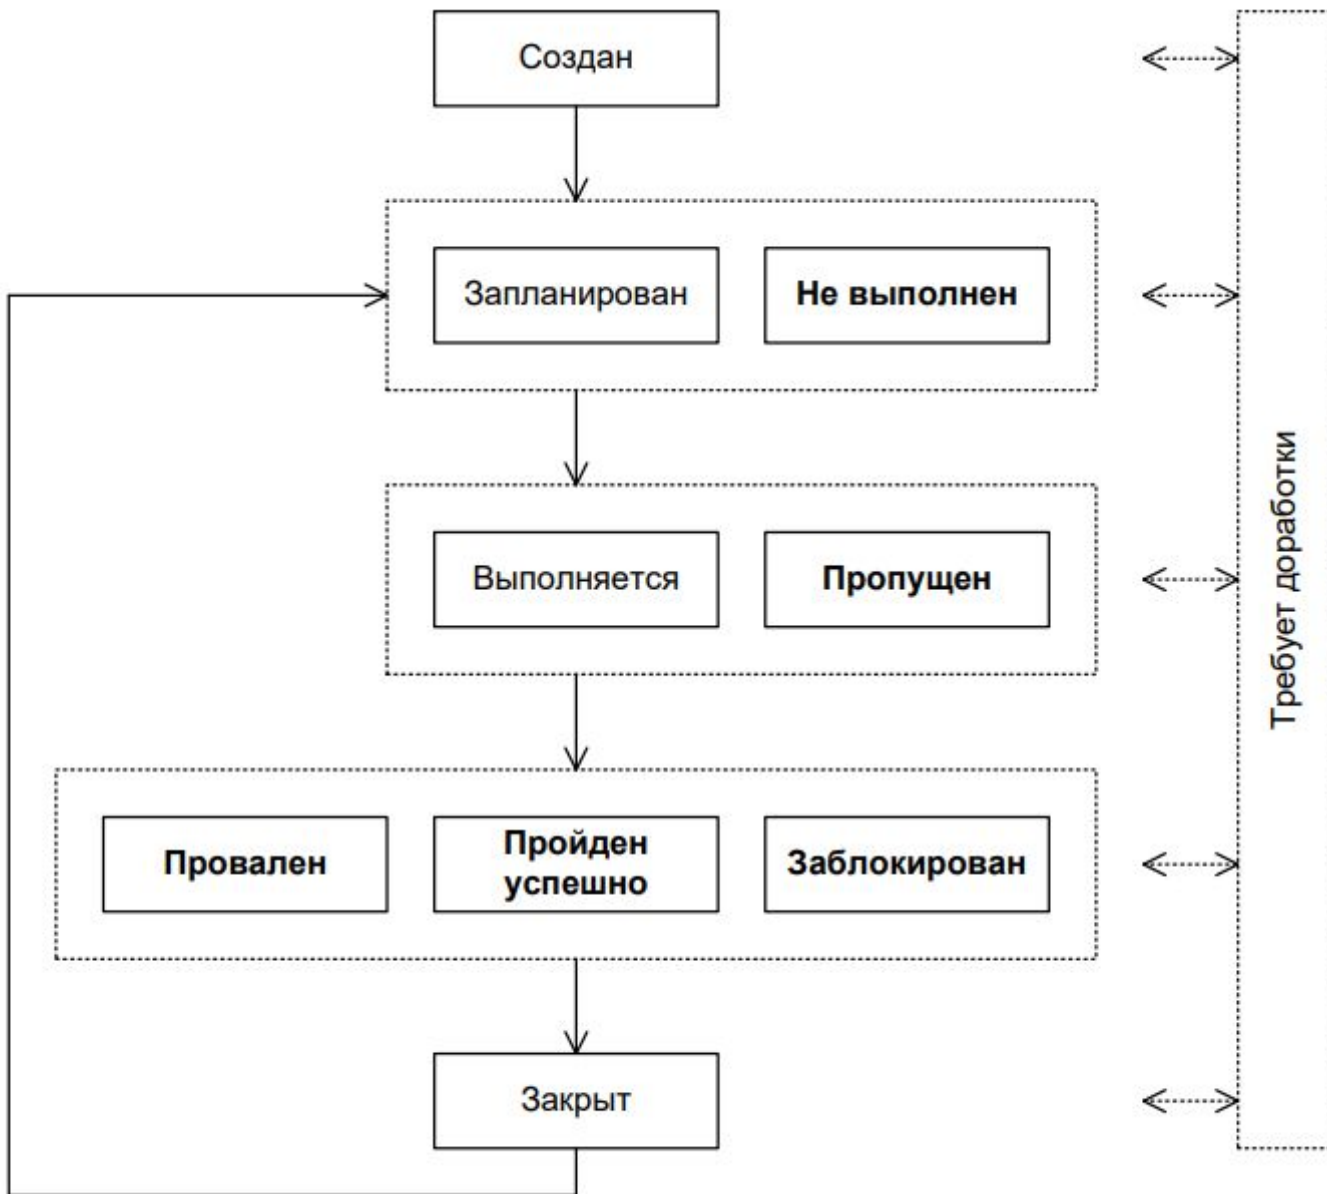 Создан
Запланирован
Не выполнен
Выполняется
Пропущен
Провален
Пройден
успешно
Заблокирован
Закрыт
Требует доработки